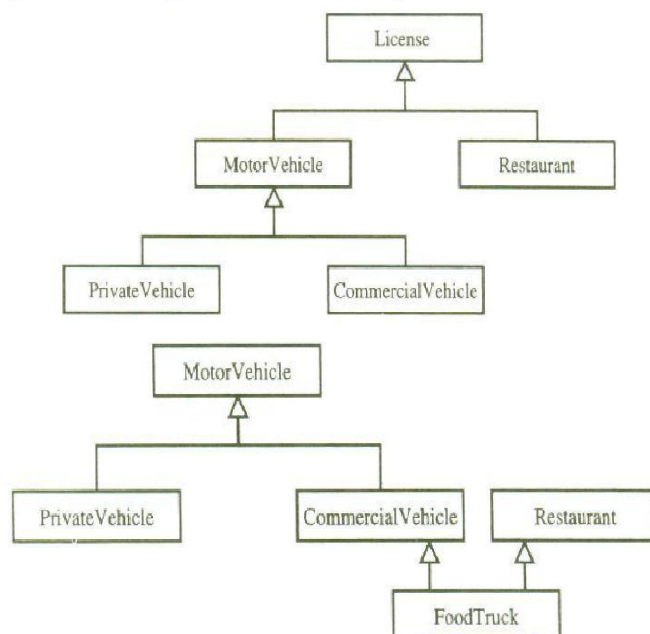 License
MotorVehicle
Restaurant
PrivateVehicle
CommercialVehicle
MotorVehicle
PrivateVehicle
CommercialVehicle
Restaurant
FoodTruck